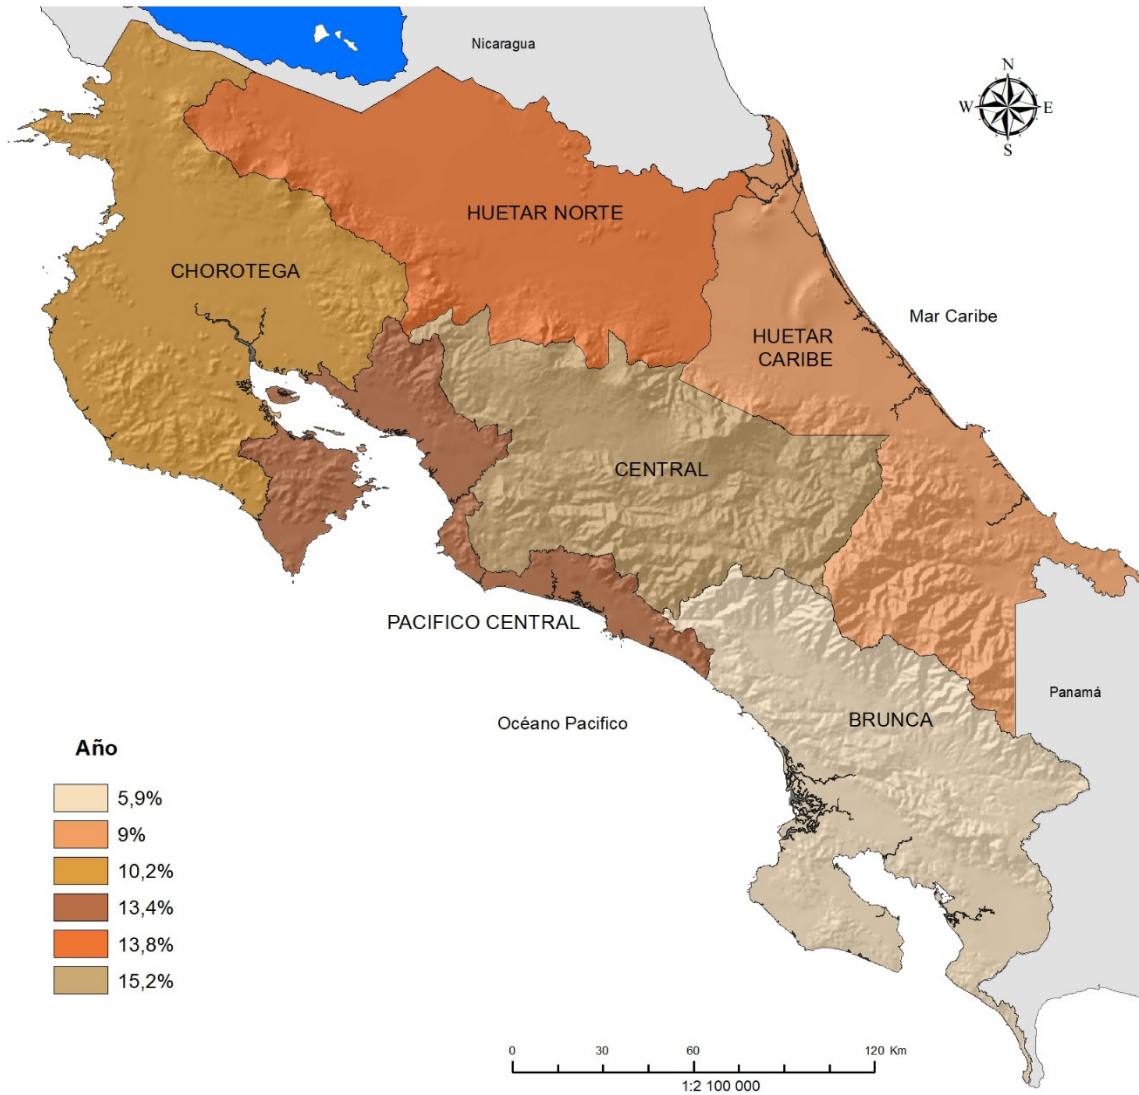 Nicaragua
N
W
E
S
HUETAR NORTE
CHOROTEGA
Mar Caribe
HUETAR
CARIBE
CENTRAL
PACIFICO CENTRAL
Panamá
BRUNCA
Océano Pacifico
Año
5,9%
9%
10,2%
13,4%
13,8%
15,2%
0 30 60 120 Km
1:2 100 000